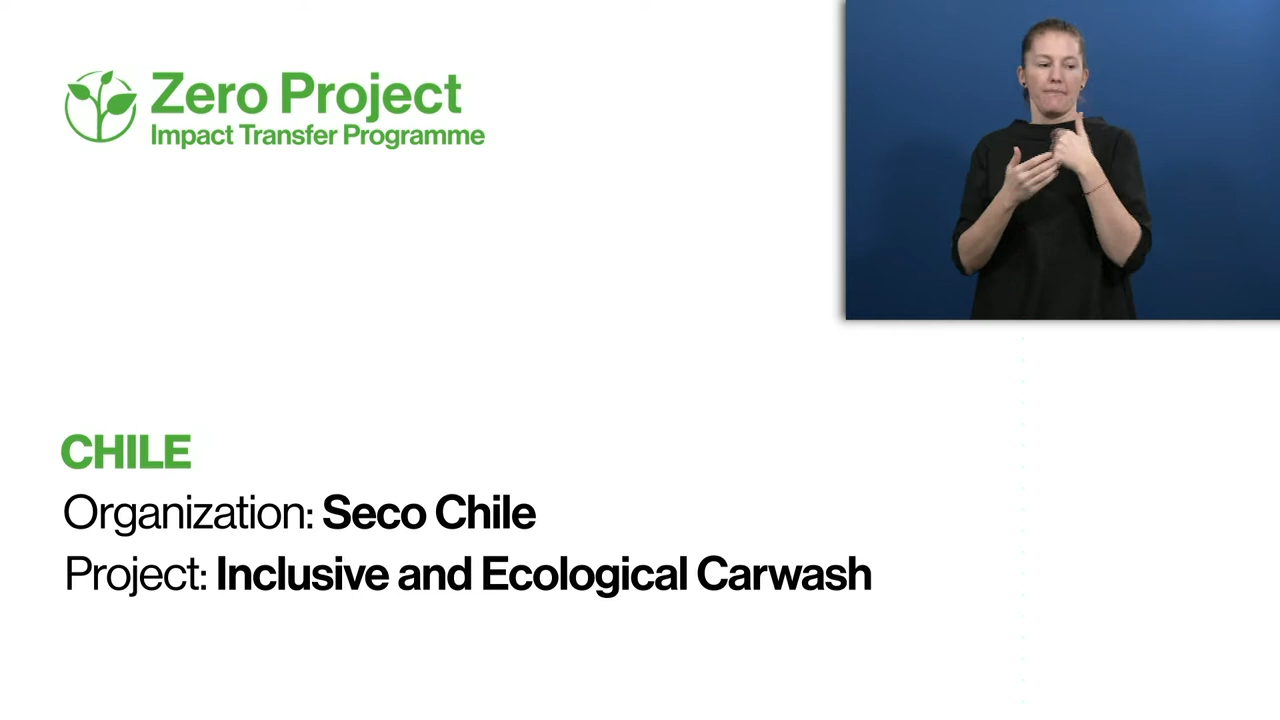 Zero Project
Impact Transfer Programme
CHILE
Organization: Seco Chile
Project: Inclusive and Ecological Carwash